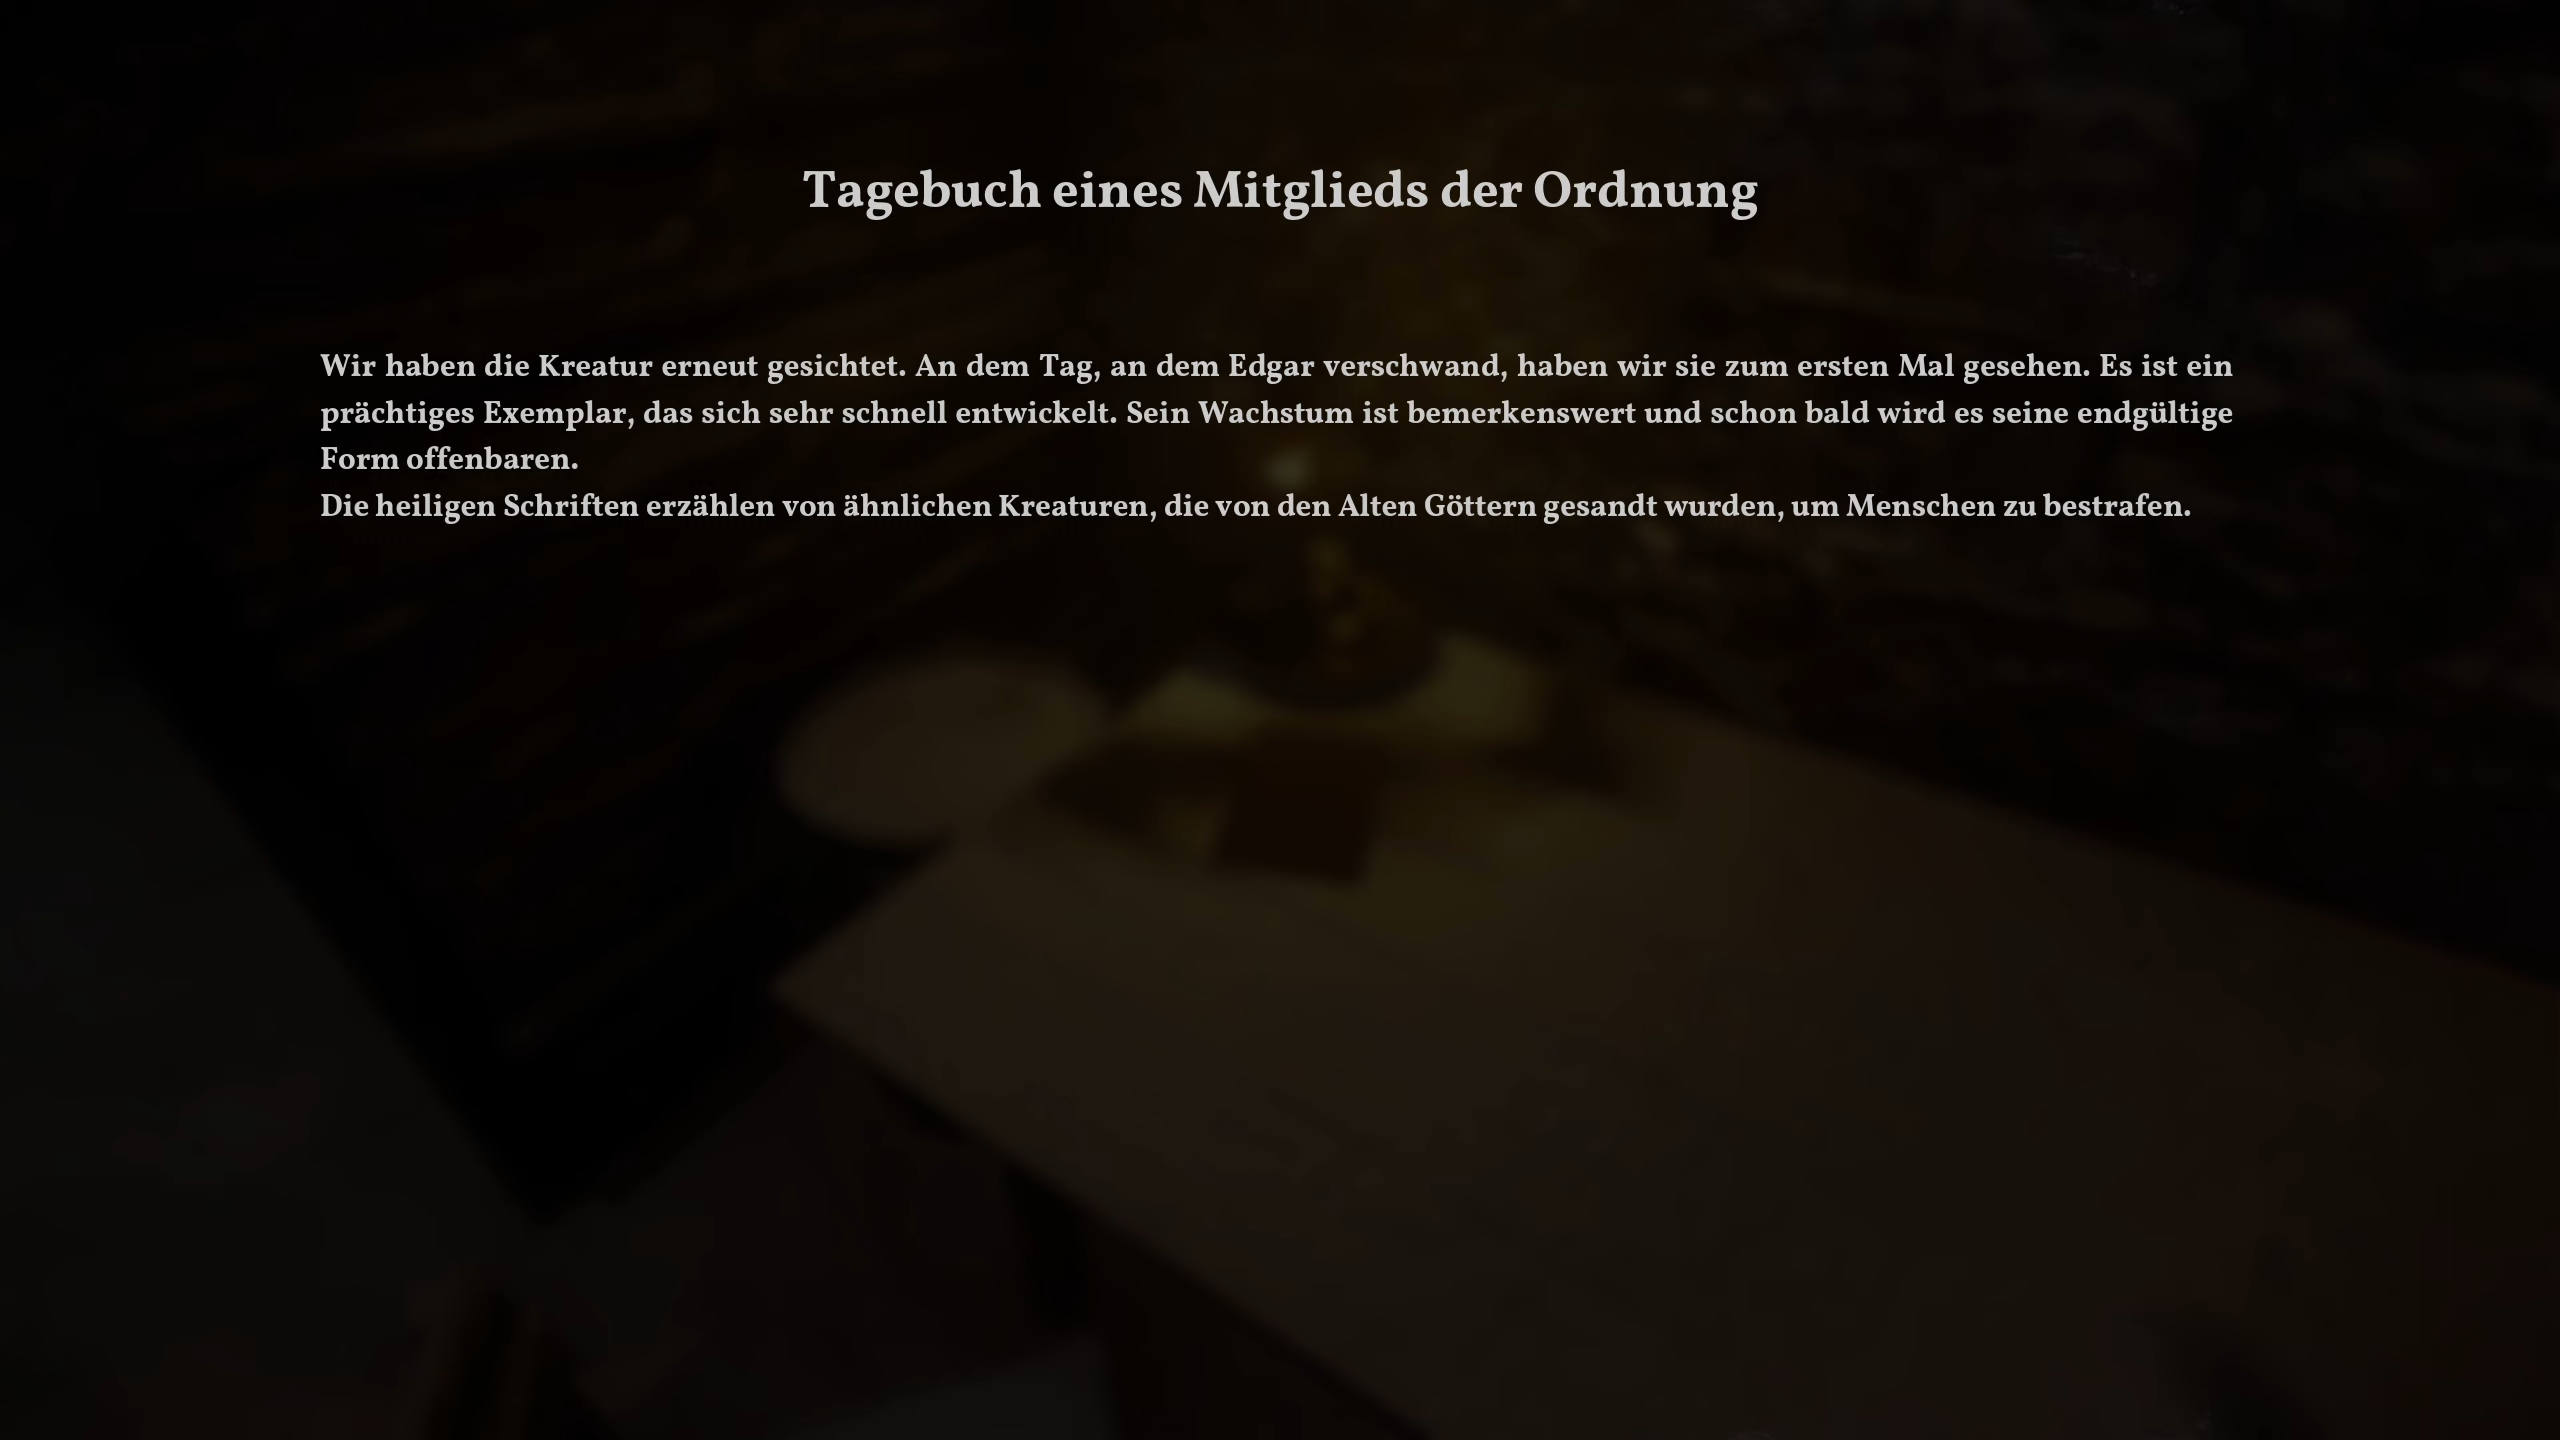 Tagebuch eines Mitglieds der Ordnung
Wir haben die Kreatur erneut gesichtet. An dem Tag, an dem Edgar verschwand, haben wir sie zum ersten Mal gesehen. Es ist ein
prächtiges Exemplar, das sich sehr schnell entwickelt. Sein Wachstum ist bemerkenswert und schon bald wird es seine endgültige
Form offenbaren.
Die heiligen Schriften erzählen von ähnlichen Kreaturen, die von den Alten Göttern gesandt wurden, um Menschen zu bestrafen.